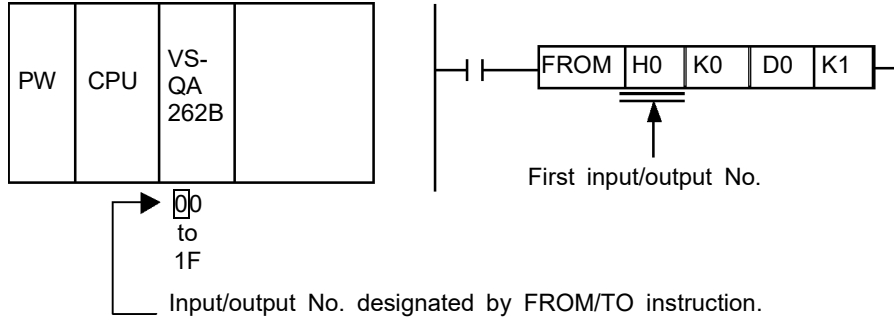 PW
CPU
VS-
QA
262B
FROM H0 K0 D0 K1
First input/output No.
00
to
1F
Input/output No. designated by FROM/TO instruction.